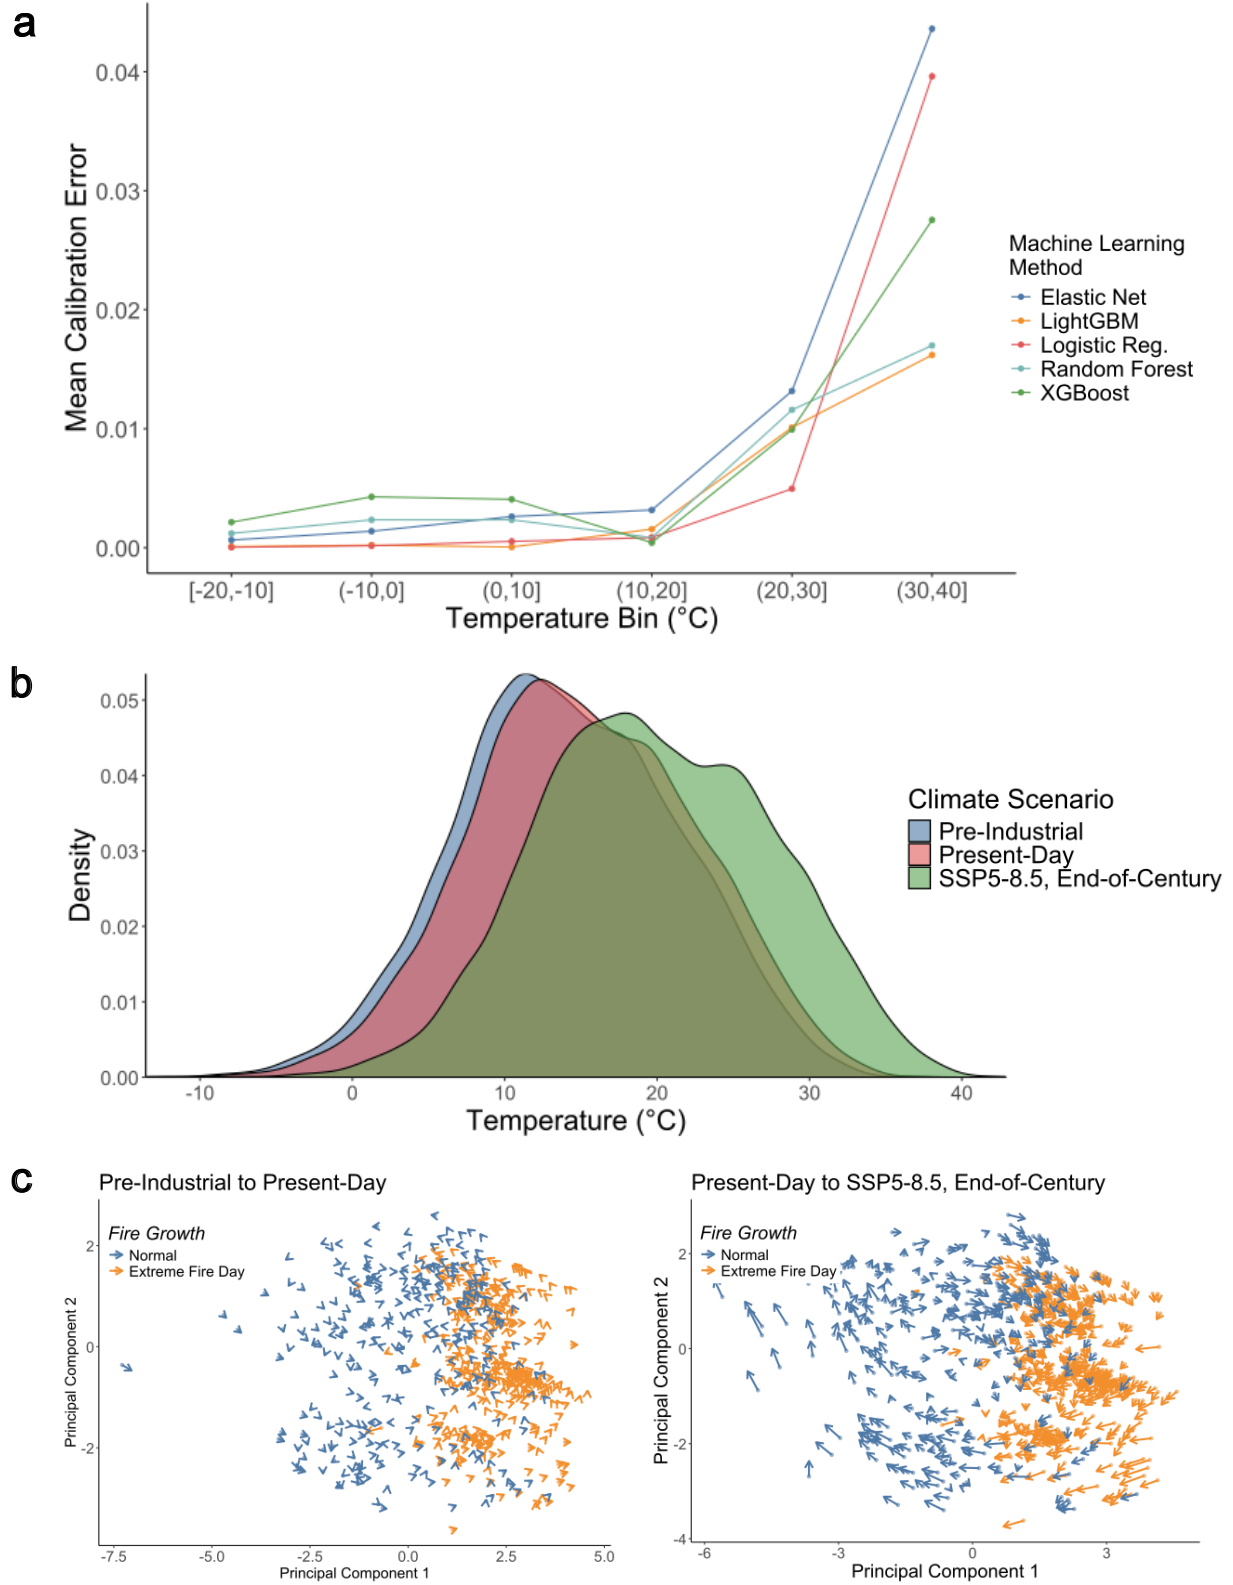 a
Mean Calibration Error
0.04
0.03
0.02
0.01
0.00
[-20,-10] (-10,0] (0,10] (10,20] (20,30] (30,40]
Temperature Bin (°C)
Machine Learning
Method
Elastic Net
LightGBM
Logistic Reg.
Random Forest
XGBoost
b
Density
0.05
0.04
0.03
0.02
0.01
0.00
-10 0 10 20 30 40
Temperature (°C)
Climate Scenario
Pre-Industrial
Present-Day
SSP5-8.5, End-of-Century
c
Pre-Industrial to Present-Day
Fire Growth
Normal
Extreme Fire Day
Principal Component 2
2
0
-2
-7.5 -5.0 -2.5 0.0 2.5 5.0
Principal Component 1
Present-Day to SSP5-8.5, End-of-Century
Fire Growth
Normal
Extreme Fire Day
Principal Component 2
2
0
-2
-4
-6 -3 0 3
Principal Component 1